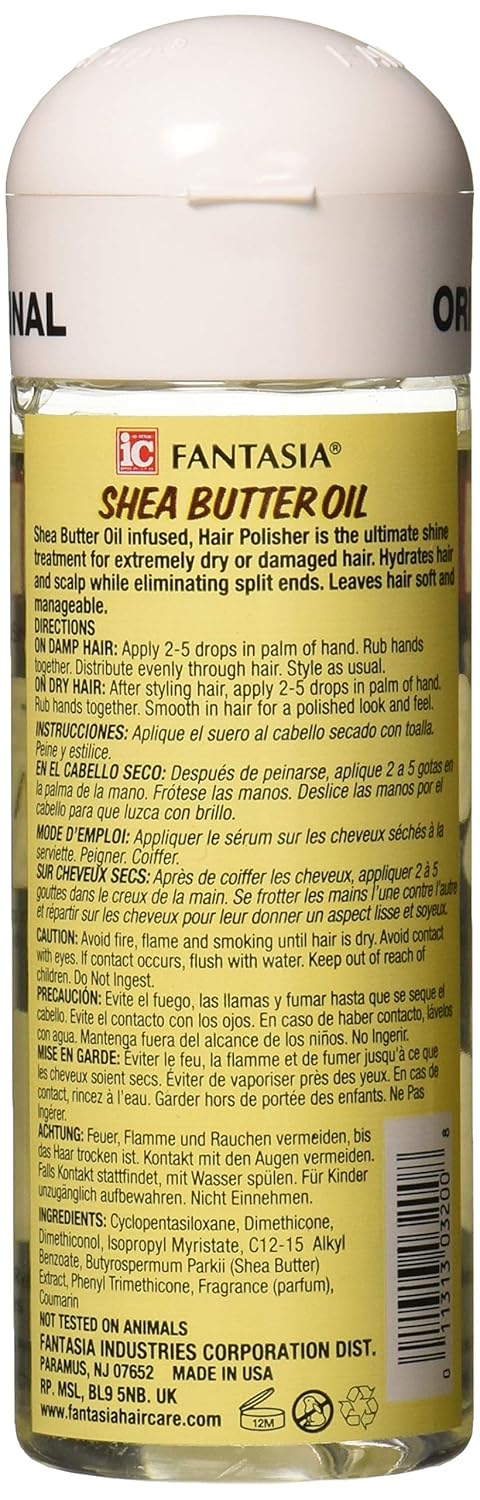 INAL
ORI
iC FANTASIA®
SHEA BUTTER OIL
Shea Butter Oil infused, Hair Polisher is the ultimate shine
treatment for extremely dry or damaged hair. Hydrates hair
and scalp while eliminating split ends. Leaves hair soft and
manageable.
DIRECTIONS
ON DAMP HAIR: Apply 2-5 drops in palm of hand. Rub hands
together. Distribute evenly through hair. Style as usual.
ON DRY HAIR: After styling hair, apply 2-5 drops in palm of hand.
Rub hands together. Smooth in hair for a polished look and feel.
INSTRUCCIONES: Aplique el suero al cabello secado con toalla.
Peine y estilice.
EN EL CABELLO SECO: Después de peinarse, aplique 2 a 5 gotas en
la palma de la mano. Frótese las manos. Deslice las manos por el
cabello para que luzca con brillo.
MODE D'EMPLOI: Appliquer le sérum sur les cheveux séchés à la
serviette. Peigner. Coiffer.
SUR CHEVEUX SECS: Après de coiffer les cheveux, appliquer 2 à 5
gouttes dans le creux de la main. Se frotter les mains l'une contre l'autre
et répartir sur les cheveux pour leur donner un aspect lisse et soyeux.
CAUTION: Avoid fire, flame and smoking until hair is dry. Avoid contact
with eyes. If contact occurs, flush with water. Keep out of reach of
children. Do Not Ingest.
PRECAUCIÓN: Evite el fuego, las llamas y fumar hasta que se seque el
cabello. Evite el contacto con los ojos. En caso de haber contacto, lávelos
con agua. Mantenga fuera del alcance de los niños. No Ingerir.
MISE EN GARDE: Éviter le feu, la flamme et de fumer jusqu'à ce que
les cheveux soient secs. Éviter de vaporiser près des yeux. En cas de
contact, rincez à l'eau. Garder hors de portée des enfants. Ne Pas
Ingérer.
ACHTUNG: Feuer, Flamme und Rauchen vermeiden, bis
das Haar trocken ist. Kontakt mit den Augen vermeiden.
Falls Kontakt stattfindet, mit Wasser spülen. Für Kinder
unzugänglich aufbewahren. Nicht Einnehmen.
INGREDIENTS: Cyclopentasiloxane, Dimethicone,
Dimethiconol, Isopropyl Myristate, C12-15 Alkyl
Benzoate, Butyrospermum Parkii (Shea Butter)
Extract, Phenyl Trimethicone, Fragrance (parfum),
Coumarin
NOT TESTED ON ANIMALS
FANTASIA INDUSTRIES CORPORATION DIST.
PARAMUS, NJ 07652 MADE IN USA
RP. MSL, BL9 5NB. UK
www.fantasiahaircare.com
12M
0 11313 03200 8